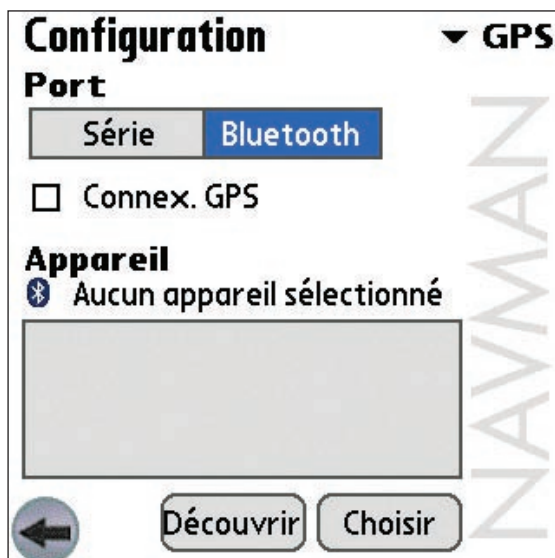 Configuration
GPS
Port
Série
Bluetooth
Connex. GPS
Appareil
Aucun appareil sélectionné
Découvrir
Choisir
NAVMAN